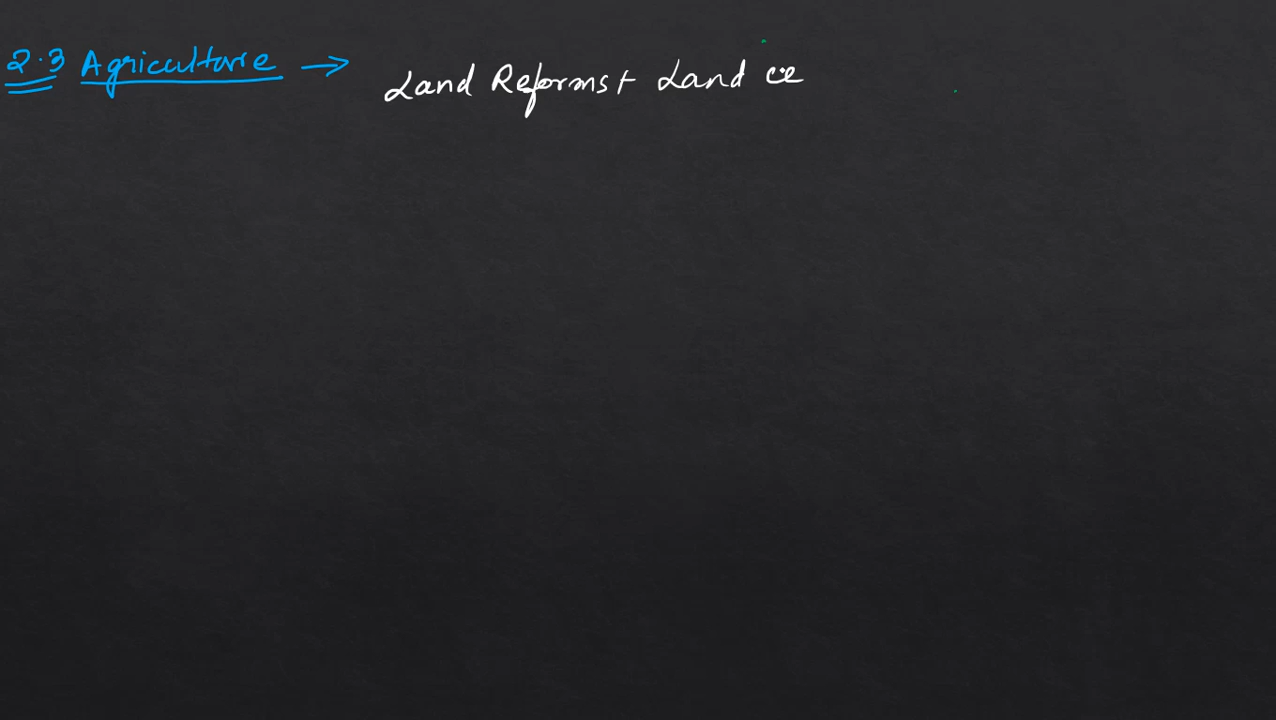 2.3 Agriculture → Land Reforms + Land ce